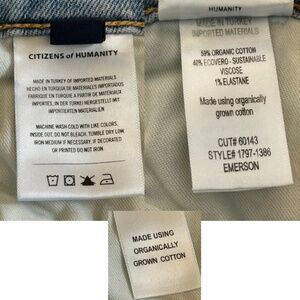 CITIZENS of HUMANITY
MADE IN TURKEY OF IMPORTED MATERIALS
HECHO EN TURQUIA DE MATERIALES IMPORTADOS
FABRIQUE EN TURQUIE A PARTIR DE MATÉRIAUX
IMPORTÉS, IN DER TÜRKEI HERGESTELLT MIT
IMPORTIERTEN MATERIALIEN
MACHINE WASH COLD WITH LIKE COLORS,
INSIDE OUT, DO NOT BLEACH, TUMBLE DRY LOW,
IRON MEDIUM IF NECESSARY, IF DECORATED
OR PRINTED DO NOT IRON.
HUMANITY
MADE IN TURKEY
IMPORTED MATERIALS
59% ORGANIC COTTON
40% ECOVERO - SUSTAINABLE
VISCOSE
1% ELASTANE
Made using organically
grown cotton
CUT# 60143
STYLE# 1797-1386
EMERSON
MADE USING
ORGANICALLY
GROWN COTTON